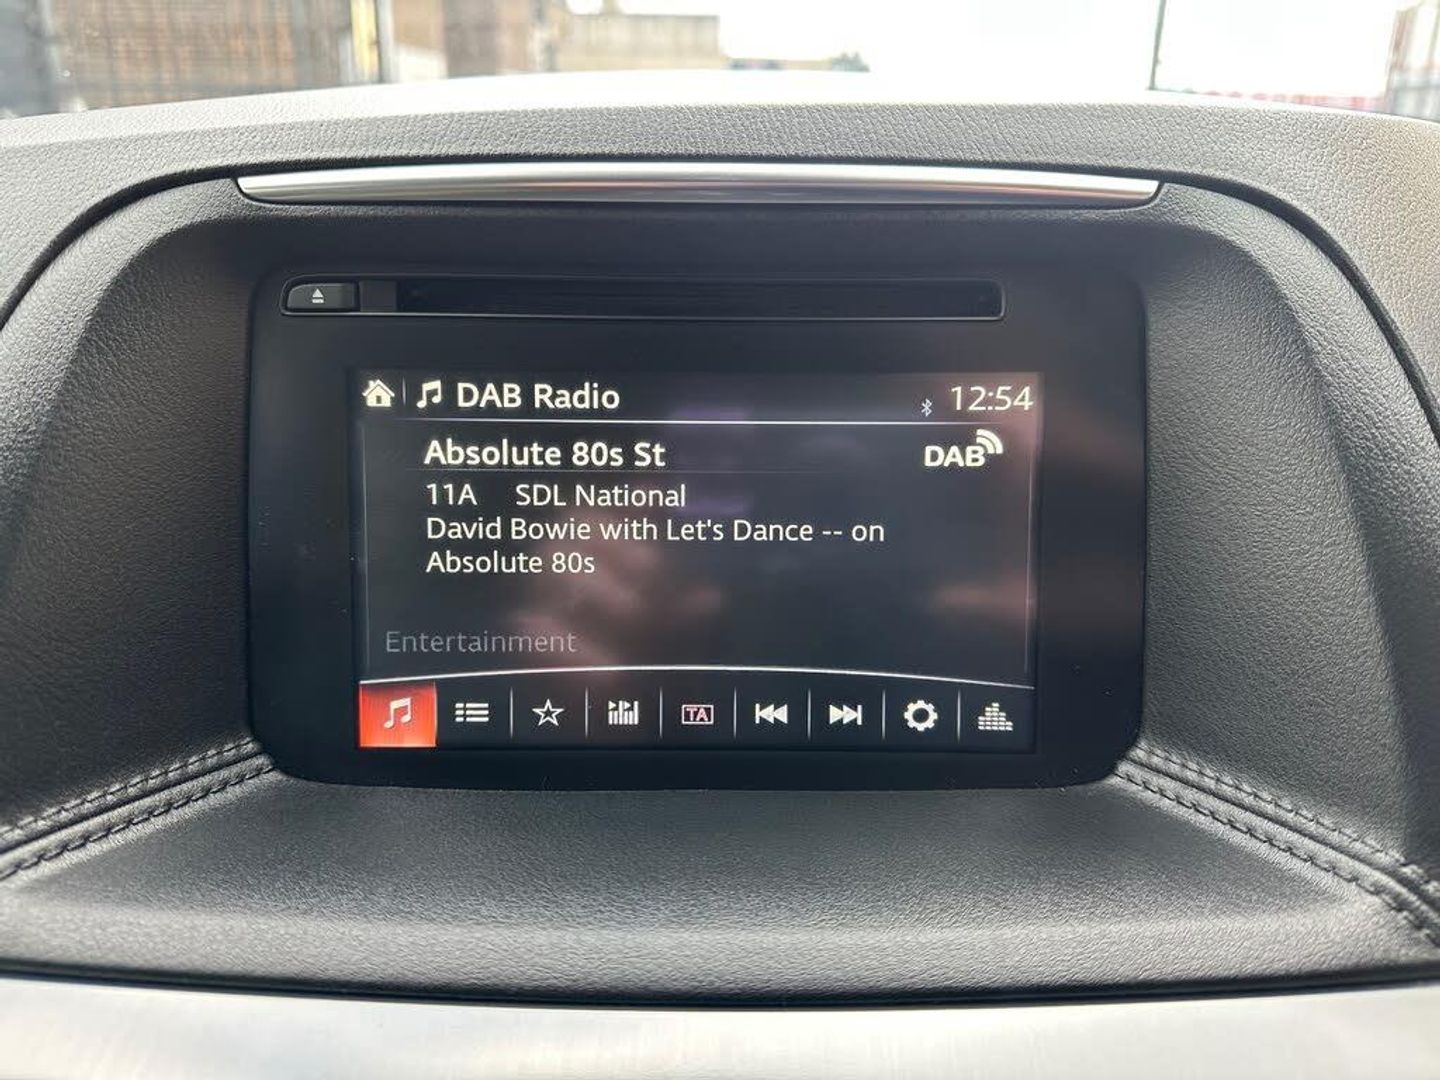 DAB Radio 12:54
Absolute 80s St DAB
11A SDL National
David Bowie with Let's Dance -- on
Absolute 80s
Entertainment
TA